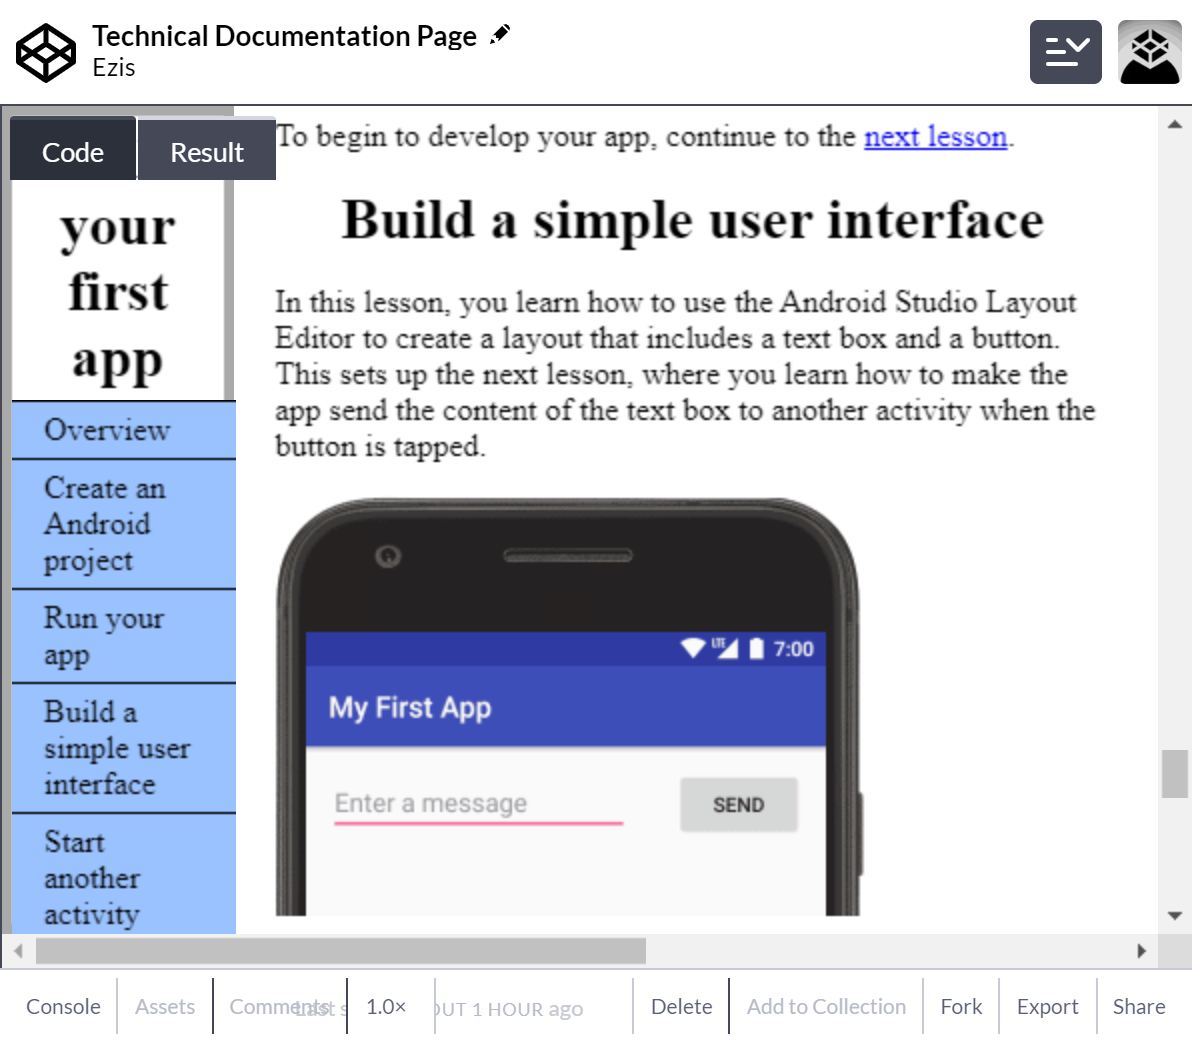 Technical Documentation Page
Ezis
Code
Result
To begin to develop your app, continue to the next lesson.
your
first
app
Overview
Create an
Android
project
Run your
app
Build a
simple user
interface
Start
another
activity
Build a simple user interface
In this lesson, you learn how to use the Android Studio Layout
Editor to create a layout that includes a text box and a button.
This sets up the next lesson, where you learn how to make the
app send the content of the text box to another activity when the
button is tapped.
LTE 7:00
My First App
Enter a message
SEND
Console
Assets
Comments
1.0×
OUT 1 HOUR ago
Delete
Add to Collection
Fork
Export
Share